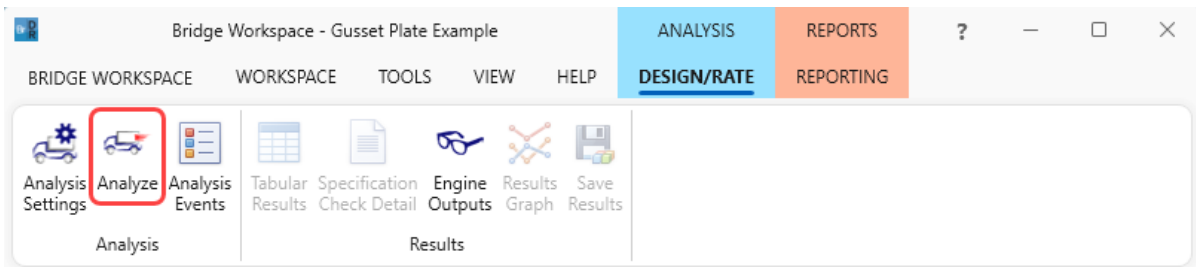 Bridge Workspace - Gusset Plate Example ANALYSIS REPORTS ?
BRIDGE WORKSPACE WORKSPACE TOOLS VIEW HELP DESIGN/RATE REPORTING
Analysis Settings
Analyze
Analysis Events
Tabular Results
Specification Check Detail
Engine Outputs
Results Graph
Save Results
Analysis
Results